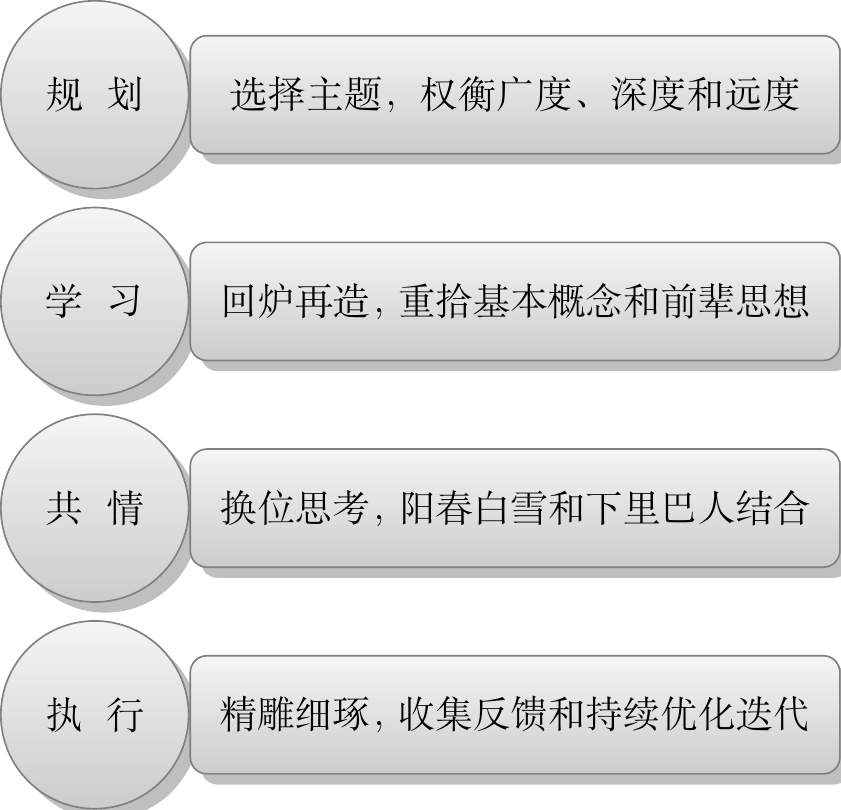 规 划
选择主题，权衡广度、深度和远度
学 习
回炉再造，重拾基本概念和前辈思想
共 情
换位思考，阳春白雪和下里巴人结合
执 行
精雕细琢，收集反馈和持续优化迭代